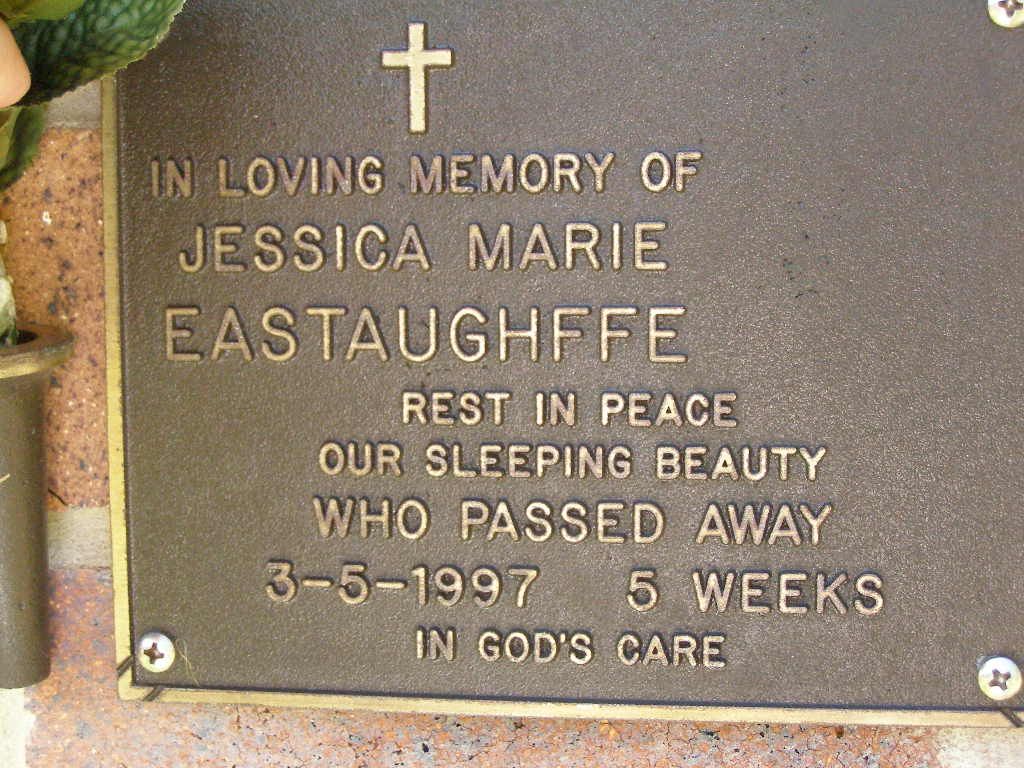 IN LOVING MEMORY OF
JESSICA MARIE
EASTAUGHFFE
REST IN PEACE
OUR SLEEPING BEAUTY
WHO PASSED AWAY
3-5-1997 5 WEEKS
IN GOD'S CARE